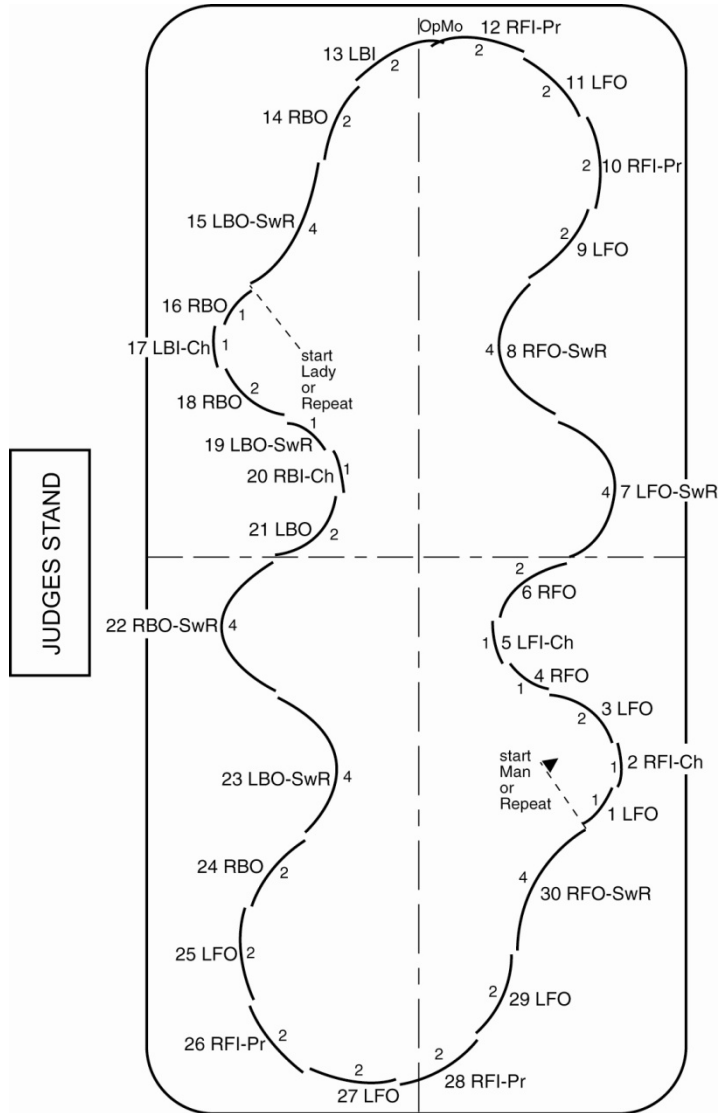 OpMo
12 RFI-Pr
2
13 LBI
2
11 LFO
2
14 RBO
2
10 RFI-Pr
2
15 LBO-SwR
4
9 LFO
2
16 RBO
1
17 LBI-Ch
1
start
Lady
or
Repeat
8 RFO-SwR
4
18 RBO
2
19 LBO-SwR
1
20 RBI-Ch
1
7 LFO-SwR
4
21 LBO
2
JUDGES STAND
6 RFO
2
22 RBO-SwR
4
5 LFI-Ch
1
4 RFO
1
3 LFO
2
start
Man
or
Repeat
2 RFI-Ch
1
23 LBO-SwR
4
1 LFO
1
24 RBO
2
30 RFO-SwR
4
25 LFO
2
29 LFO
2
26 RFI-Pr
2
27 LFO
2
28 RFI-Pr
2